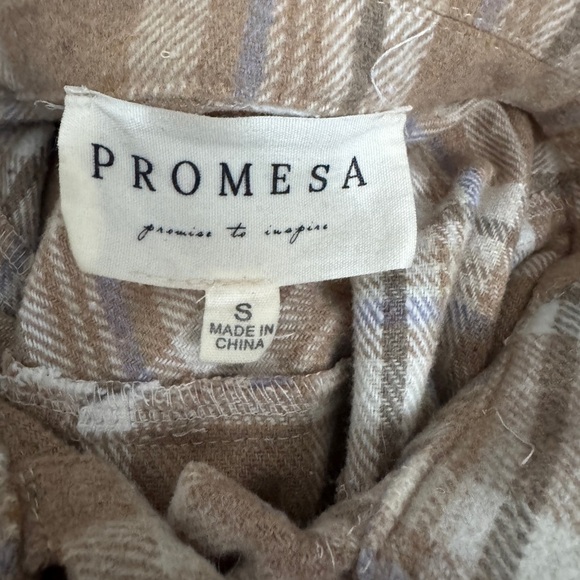 PROMESA
promise to inspire
S
MADE IN
CHINA